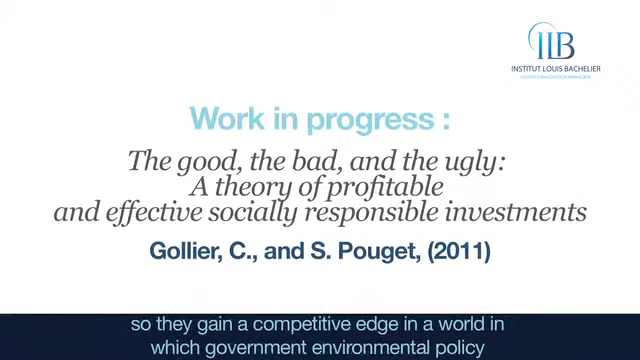 ILB
INSTITUT LOUIS BACHELIER
Work in progress :
The good, the bad, and the ugly:
A theory of profitable
and effective socially responsible investments
Gollier, C., and S. Pouget, (2011)
so they gain a competitive edge in a world in
which government environmental policy